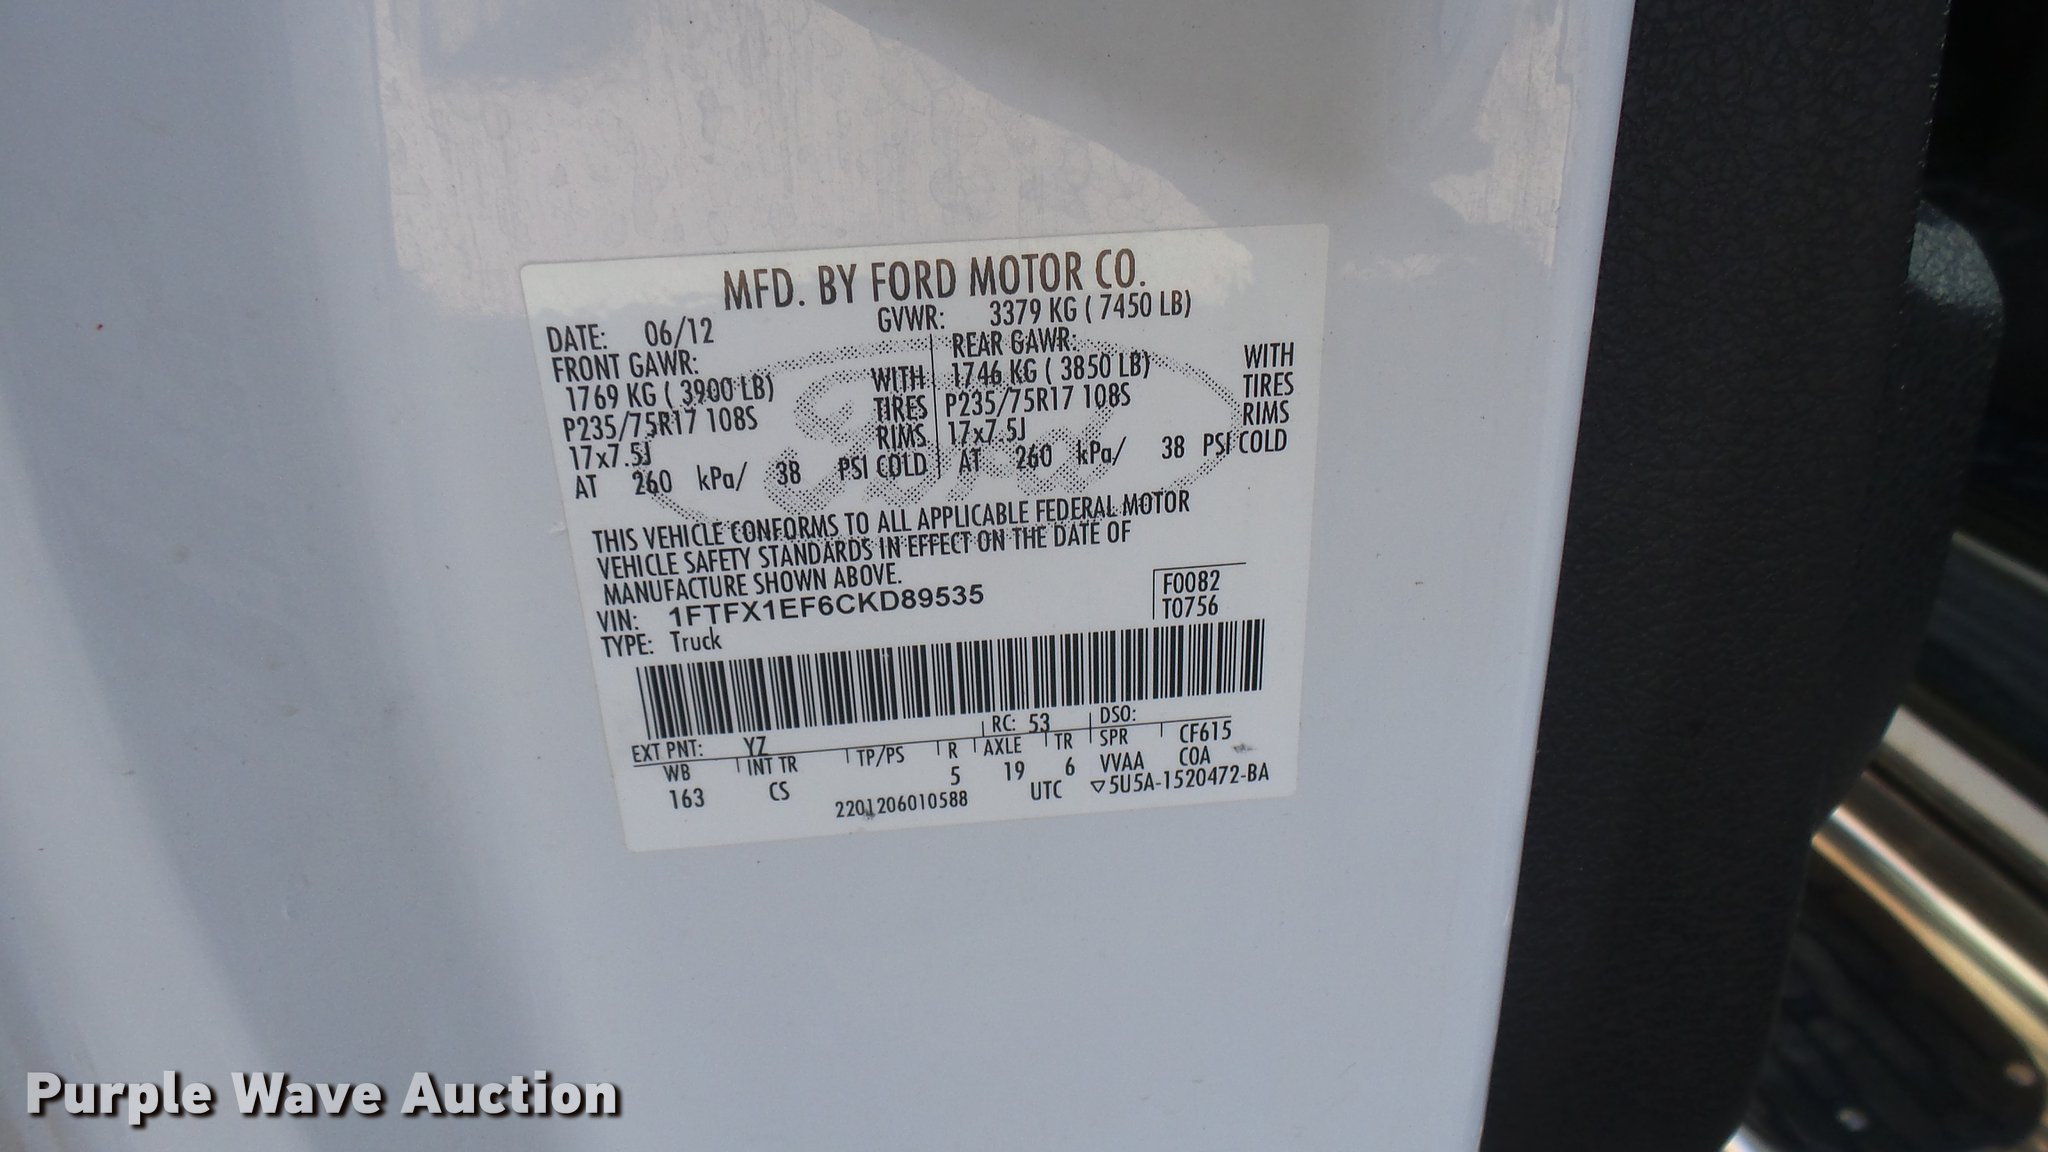 MFD. BY FORD MOTOR CO.
DATE: 06/12 GVWR: 3379 KG ( 7450 LB)
FRONT GAWR: REAR GAWR:
1769 KG ( 3900 LB) WITH 1746 KG ( 3850 LB) WITH
P235/75R17 108S TIRES P235/75R17 108S TIRES
17x7.5J RIMS 17x7.5J RIMS
AT 260 kPa/ 38 PSI COLD AT 260 kPa/ 38 PSI COLD
Ford
THIS VEHICLE CONFORMS TO ALL APPLICABLE FEDERAL MOTOR
VEHICLE SAFETY STANDARDS IN EFFECT ON THE DATE OF
MANUFACTURE SHOWN ABOVE.
VIN: 1FTFX1EF6CKD89535 F0082
TYPE: Truck T0756
EXT PNT: YZ RC: 53 DSO:
WB INT TR TP/PS R AXLE TR SPR CF615
163 CS 5 19 6 VVAA COA
2201206010588 UTC ▽5U5A-1520472-BA
Purple Wave Auction